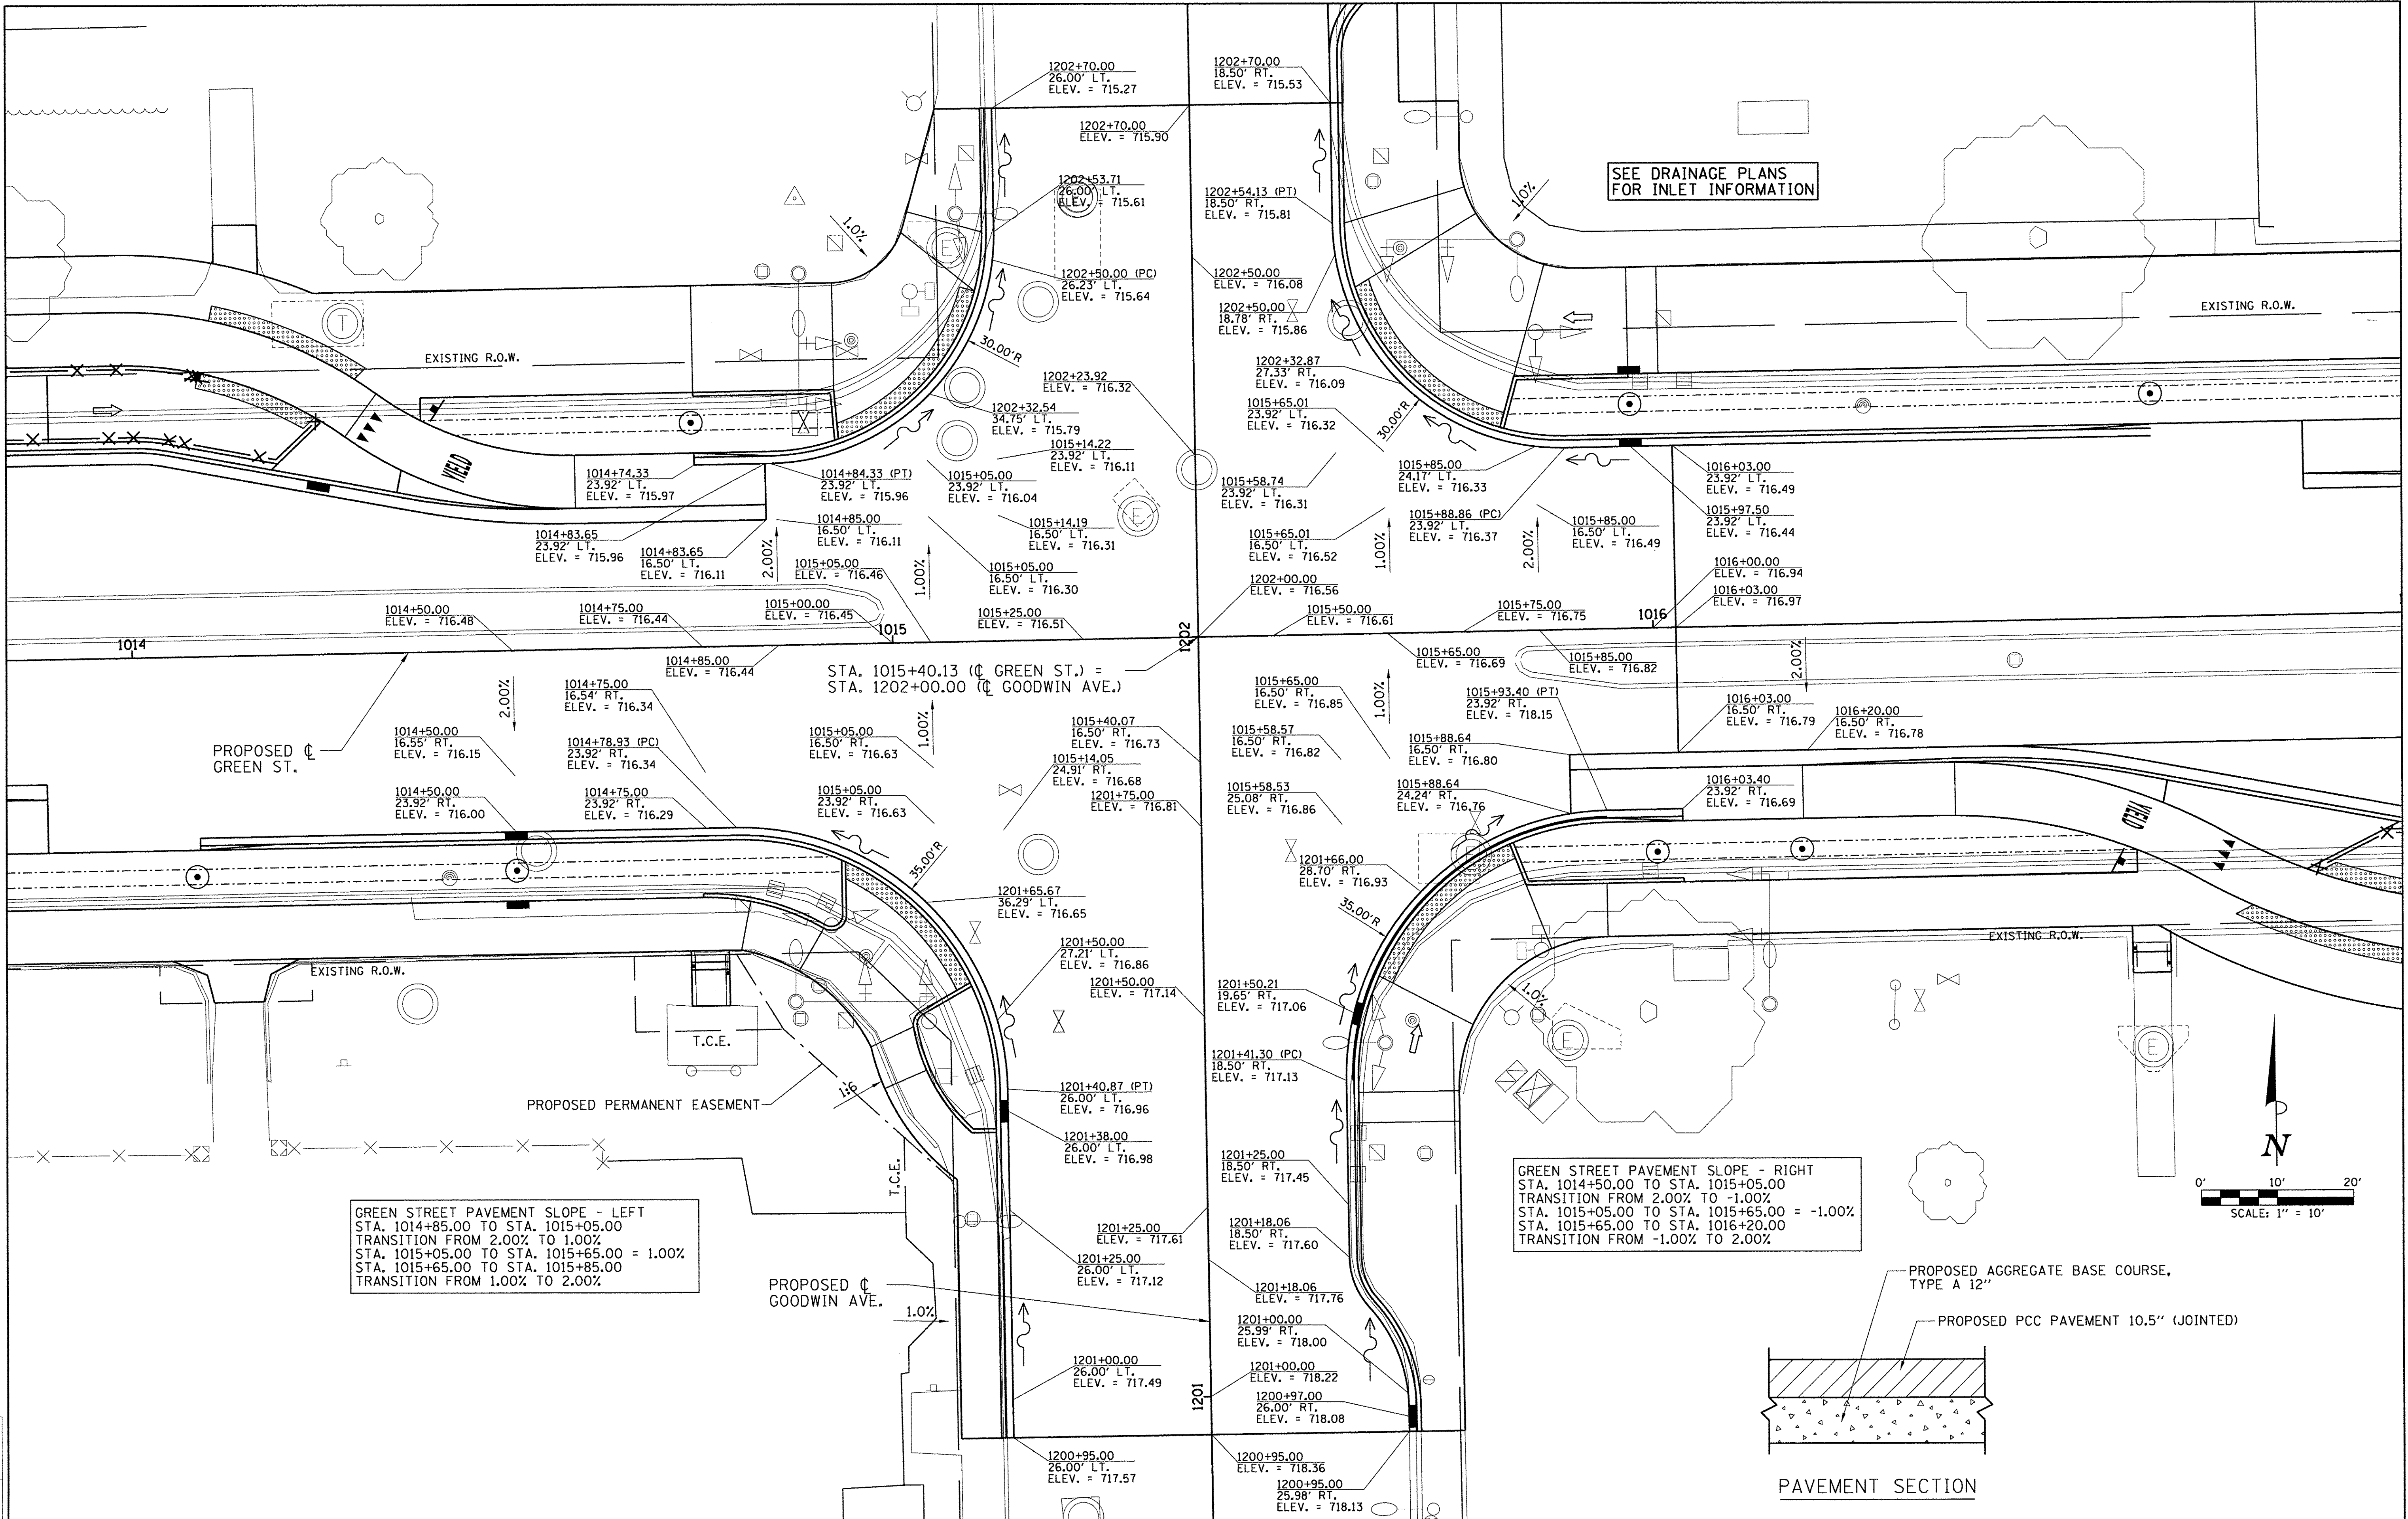 1202+70.00
26.00' LT.
ELEV. = 715.27
1202+70.00
18.50' RT.
ELEV. = 715.53
1202+70.00
ELEV. = 715.90
SEE DRAINAGE PLANS
FOR INLET INFORMATION
1202+53.71
26.00' LT.
ELEV. = 715.61
1202+54.13 (PT)
18.50' RT.
ELEV. = 715.81
1.0%
1.0%
E
1202+50.00 (PC)
26.23' LT.
ELEV. = 715.64
1202+50.00
ELEV. = 716.08
1202+50.00
18.78' RT.
ELEV. = 715.86
T
EXISTING R.O.W.
EXISTING R.O.W.
30.00'R
1202+23.92
ELEV. = 716.32
1202+32.87
27.33' RT.
ELEV. = 716.09
1202+32.54
34.75' LT.
ELEV. = 715.79
1015+65.01
23.92' LT.
ELEV. = 716.32
30.00'R
1015+14.22
23.92' LT.
ELEV. = 716.11
YIELD
1014+74.33
23.92' LT.
ELEV. = 715.97
1014+84.33 (PT)
23.92' LT.
ELEV. = 715.96
1015+05.00
23.92' LT.
ELEV. = 716.04
1015+58.74
23.92' LT.
ELEV. = 716.31
1015+85.00
24.17' LT.
ELEV. = 716.33
1016+03.00
23.92' LT.
ELEV. = 716.49
E
1014+83.65
23.92' LT.
ELEV. = 715.96
1014+83.65
16.50' LT.
ELEV. = 716.11
1014+85.00
16.50' LT.
ELEV. = 716.11
1015+14.19
16.50' LT.
ELEV. = 716.31
1015+65.01
16.50' LT.
ELEV. = 716.52
1015+88.86 (PC)
23.92' LT.
ELEV. = 716.37
1015+85.00
16.50' LT.
ELEV. = 716.49
1015+97.50
23.92' LT.
ELEV. = 716.44
2.00%
1015+05.00
ELEV. = 716.46
1.00%
1015+05.00
16.50' LT.
ELEV. = 716.30
1202+00.00
ELEV. = 716.56
1.00%
2.00%
1016+00.00
ELEV. = 716.94
1016+03.00
ELEV. = 716.97
1014+50.00
ELEV. = 716.48
1014+75.00
ELEV. = 716.44
1015+00.00
ELEV. = 716.45
1015+25.00
ELEV. = 716.51
1015+50.00
ELEV. = 716.61
1015+75.00
ELEV. = 716.75
1014
1015
1202
1016
1014+85.00
ELEV. = 716.44
STA. 1015+40.13 (℄ GREEN ST.) =
STA. 1202+00.00 (℄ GOODWIN AVE.)
1015+65.00
ELEV. = 716.69
1015+85.00
ELEV. = 716.82
2.00%
PROPOSED ℄
GREEN ST.
2.00%
1014+50.00
16.55' RT.
ELEV. = 716.15
1014+75.00
16.54' RT.
ELEV. = 716.34
1014+78.93 (PC)
23.92' RT.
ELEV. = 716.34
1015+05.00
16.50' RT.
ELEV. = 716.63
1.00%
1015+40.07
16.50' RT.
ELEV. = 716.73
1015+65.00
16.50' RT.
ELEV. = 716.85
1.00%
1015+93.40 (PT)
23.92' RT.
ELEV. = 718.15
1016+03.00
16.50' RT.
ELEV. = 716.79
1016+20.00
16.50' RT.
ELEV. = 716.78
1015+58.57
16.50' RT.
ELEV. = 716.82
1015+88.64
16.50' RT.
ELEV. = 716.80
1014+50.00
23.92' RT.
ELEV. = 716.00
1014+75.00
23.92' RT.
ELEV. = 716.29
1015+05.00
23.92' RT.
ELEV. = 716.63
1015+14.05
24.91' RT.
ELEV. = 716.68
1201+75.00
ELEV. = 716.81
1015+58.53
25.08' RT.
ELEV. = 716.86
1015+88.64
24.24' RT.
ELEV. = 716.76
1016+03.40
23.92' RT.
ELEV. = 716.69
YIELD
35.00'R
1201+65.67
36.29' LT.
ELEV. = 716.65
1201+66.00
28.70' RT.
ELEV. = 716.93
35.00'R
EXISTING R.O.W.
EXISTING R.O.W.
1201+50.00
27.21' LT.
ELEV. = 716.86
1201+50.00
ELEV. = 717.14
1201+50.21
19.65' RT.
ELEV. = 717.06
1.0%
E
E
T.C.E.
1201+41.30 (PC)
18.50' RT.
ELEV. = 717.13
PROPOSED PERMANENT EASEMENT
1:6
1201+40.87 (PT)
26.00' LT.
ELEV. = 716.96
1201+38.00
26.00' LT.
ELEV. = 716.98
1201+25.00
18.50' RT.
ELEV. = 717.45
N
0' 10' 20'
SCALE: 1" = 10'
T.C.E.
GREEN STREET PAVEMENT SLOPE - LEFT
STA. 1014+85.00 TO STA. 1015+05.00
TRANSITION FROM 2.00% TO 1.00%
STA. 1015+05.00 TO STA. 1015+65.00 = 1.00%
STA. 1015+65.00 TO STA. 1015+85.00
TRANSITION FROM 1.00% TO 2.00%
GREEN STREET PAVEMENT SLOPE - RIGHT
STA. 1014+50.00 TO STA. 1015+05.00
TRANSITION FROM 2.00% TO -1.00%
STA. 1015+05.00 TO STA. 1015+65.00 = -1.00%
STA. 1015+65.00 TO STA. 1016+20.00
TRANSITION FROM -1.00% TO 2.00%
1201+25.00
ELEV. = 717.61
1201+18.06
18.50' RT.
ELEV. = 717.60
1201+25.00
26.00' LT.
ELEV. = 717.12
PROPOSED ℄
GOODWIN AVE.
1.0%
1201+18.06
ELEV. = 717.76
1201+00.00
25.99' RT.
ELEV. = 718.00
1201+00.00
26.00' LT.
ELEV. = 717.49
1201
1201+00.00
ELEV. = 718.22
1200+97.00
26.00' RT.
ELEV. = 718.08
1200+95.00
26.00' LT.
ELEV. = 717.57
1200+95.00
ELEV. = 718.36
1200+95.00
25.98' RT.
ELEV. = 718.13
PROPOSED AGGREGATE BASE COURSE,
TYPE A 12"
PROPOSED PCC PAVEMENT 10.5" (JOINTED)
PAVEMENT SECTION